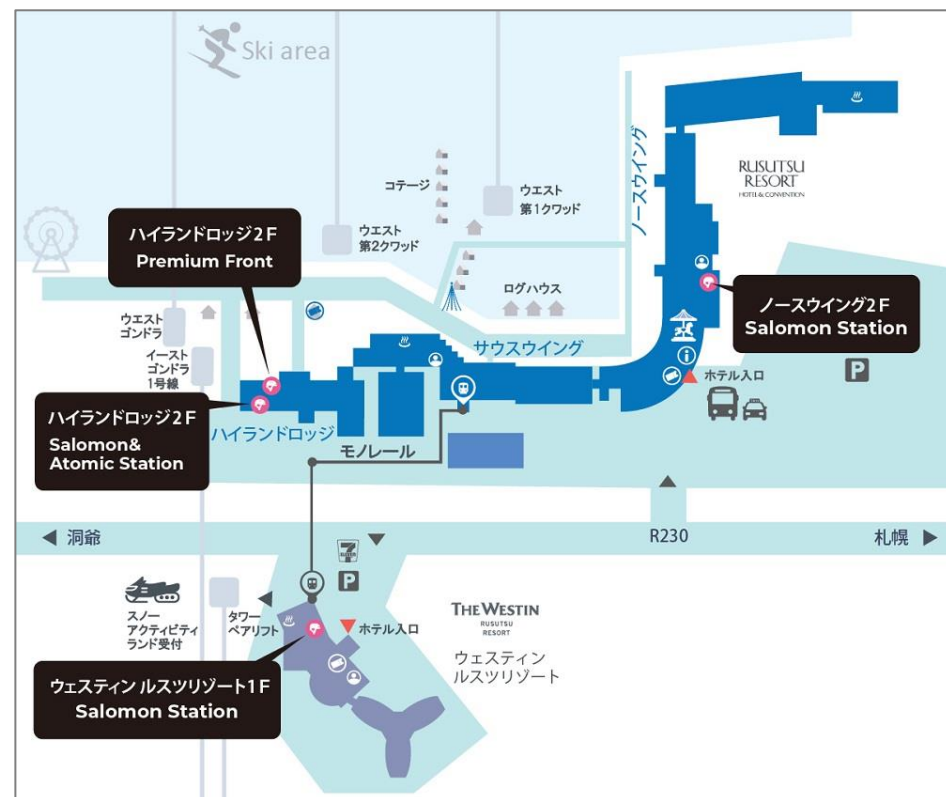 Ski area
ノースウイング
RUSUTSU
RESORT
HOTEL & CONVENTION
コテージ
ウエスト
第1クワッド
ウエスト
第2クワッド
ハイランドロッジ2F
Premium Front
ログハウス
ノースウイング2F
Salomon Station
ウエスト
ゴンドラ
イースト
ゴンドラ
1号線
サウスウイング
ホテル入口
P
ハイランドロッジ2F
Salomon&
Atomic Station
ハイランドロッジ
モノレール
洞爺
R230
札幌
7
ELEVEN
P
スノー
アクティビティ
ランド受付
タワー
ペアリフト
ホテル入口
THE WESTIN
RUSUTSU
RESORT
ウェスティン
ルスツリゾート
ウェスティン ルスツリゾート1F
Salomon Station